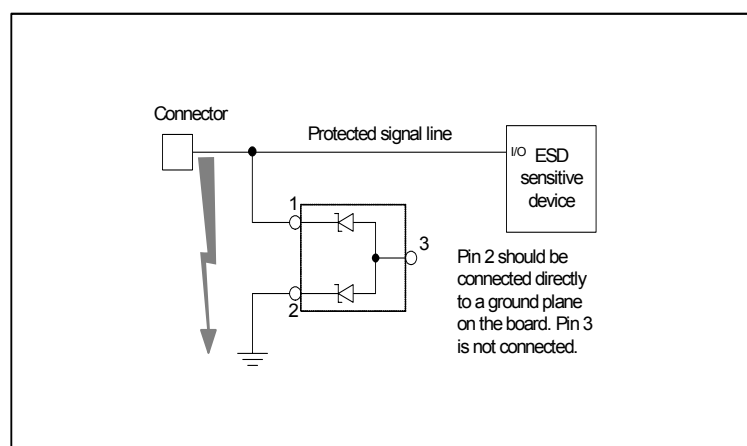 Connector
Protected signal line
I/O
ESD
sensitive
device
1
3
2
Pin 2 should be
connected directly
to a ground plane
on the board. Pin 3
is not connected.